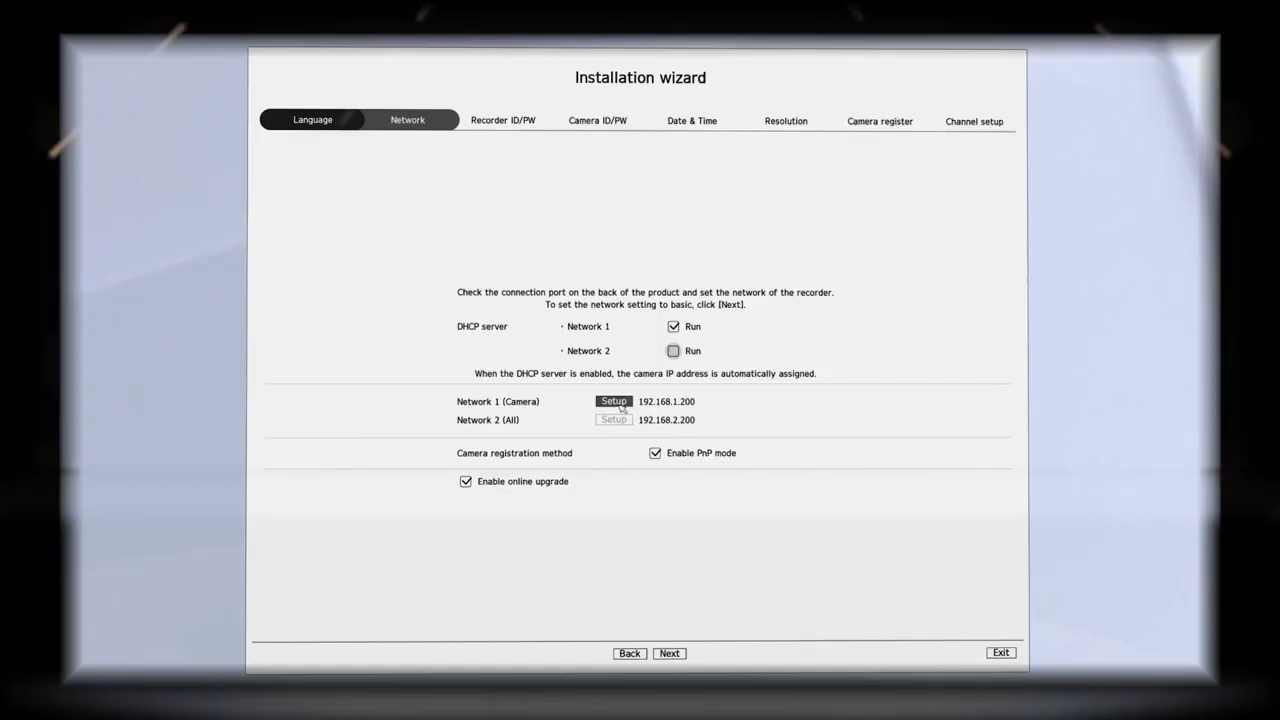 Installation wizard
Language Network Recorder ID/PW Camera ID/PW Date & Time Resolution Camera register Channel setup
Check the connection port on the back of the product and set the network of the recorder.
To set the network setting to basic, click [Next].
DHCP server · Network 1 Run
· Network 2 Run
When the DHCP server is enabled, the camera IP address is automatically assigned.
Network 1 (Camera) Setup 192.168.1.200
Network 2 (All) Setup 192.168.2.200
Camera registration method Enable PnP mode
Enable online upgrade
Back Next Exit